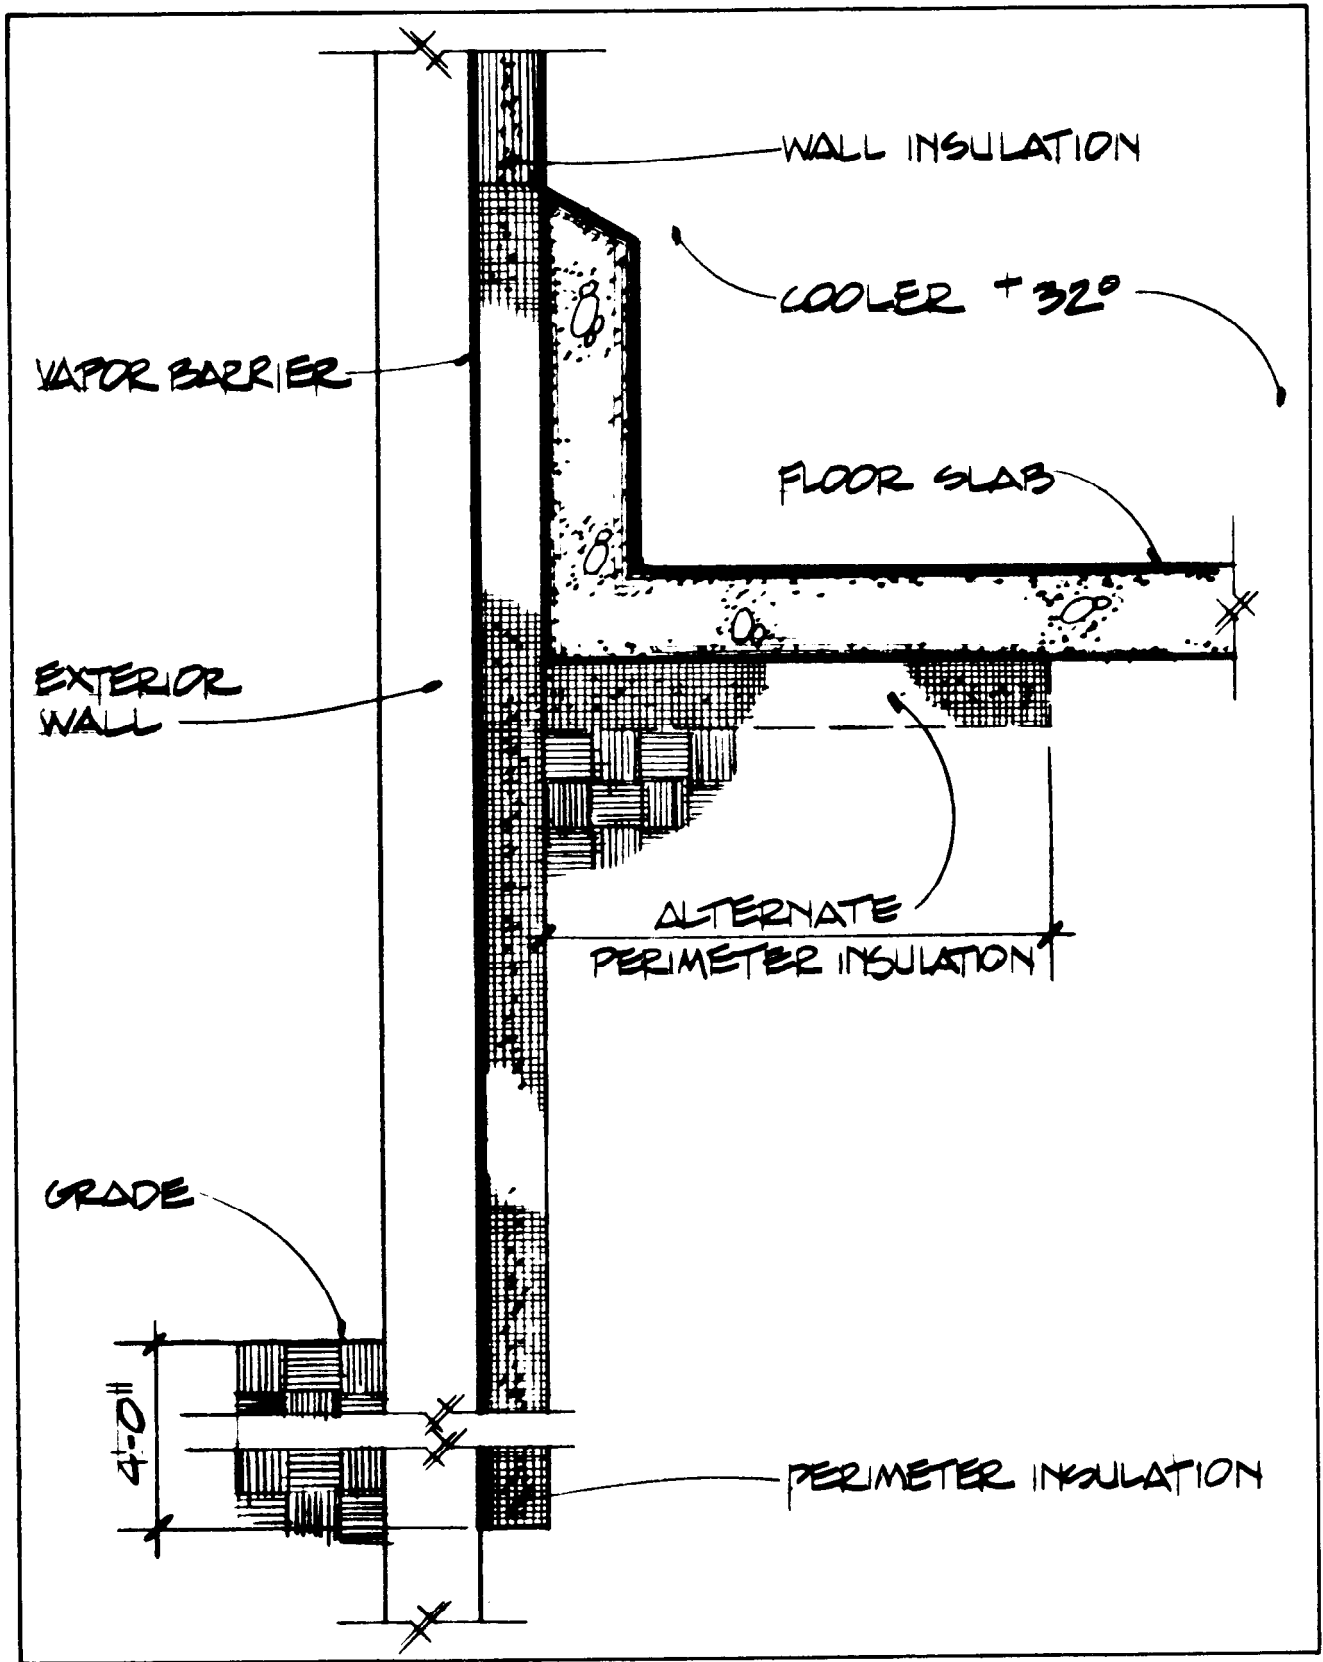 WALL INSULATION
COOLER +32°
VAPOR BARRIER
FLOOR SLAB
EXTERIOR
WALL
ALTERNATE
PERIMETER INSULATION
GRADE
4'-0"
PERIMETER INSULATION